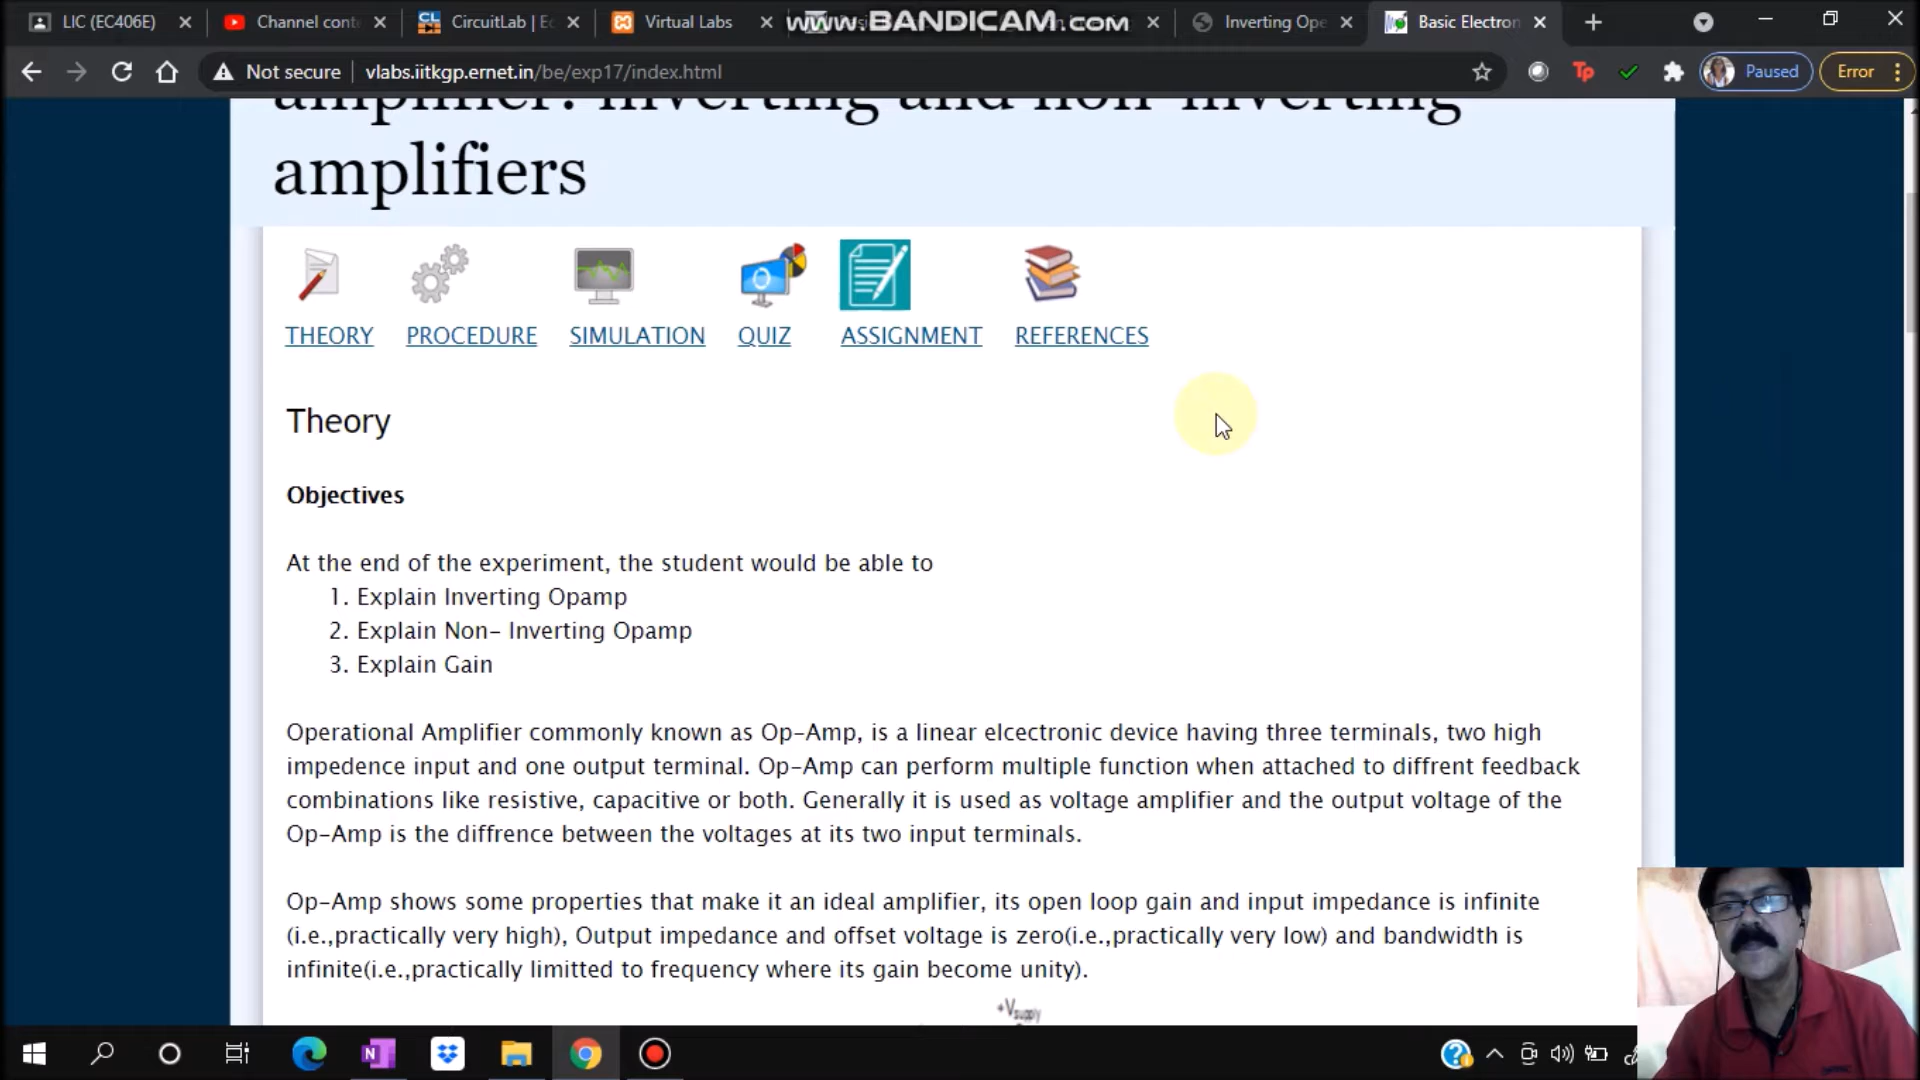 LIC (EC406E)
Channel cont
CircuitLab | Ec
Virtual Labs
www.BANDICAM.com
Inverting Ope
Basic Electron
Not secure
vlabs.iitkgp.ernet.in/be/exp17/index.html
Tp
Paused
Error
amplifier: inverting and non-inverting
amplifiers
THEORY
PROCEDURE
SIMULATION
QUIZ
ASSIGNMENT
REFERENCES
Theory
Objectives
At the end of the experiment, the student would be able to
1. Explain Inverting Opamp
2. Explain Non- Inverting Opamp
3. Explain Gain
Operational Amplifier commonly known as Op-Amp, is a linear elcectronic device having three terminals, two high
impedence input and one output terminal. Op-Amp can perform multiple function when attached to diffrent feedback
combinations like resistive, capacitive or both. Generally it is used as voltage amplifier and the output voltage of the
Op-Amp is the diffrence between the voltages at its two input terminals.
Op-Amp shows some properties that make it an ideal amplifier, its open loop gain and input impedance is infinite
(i.e.,practically very high), Output impedance and offset voltage is zero(i.e.,practically very low) and bandwidth is
infinite(i.e.,practically limitted to frequency where its gain become unity).
+Vsupply